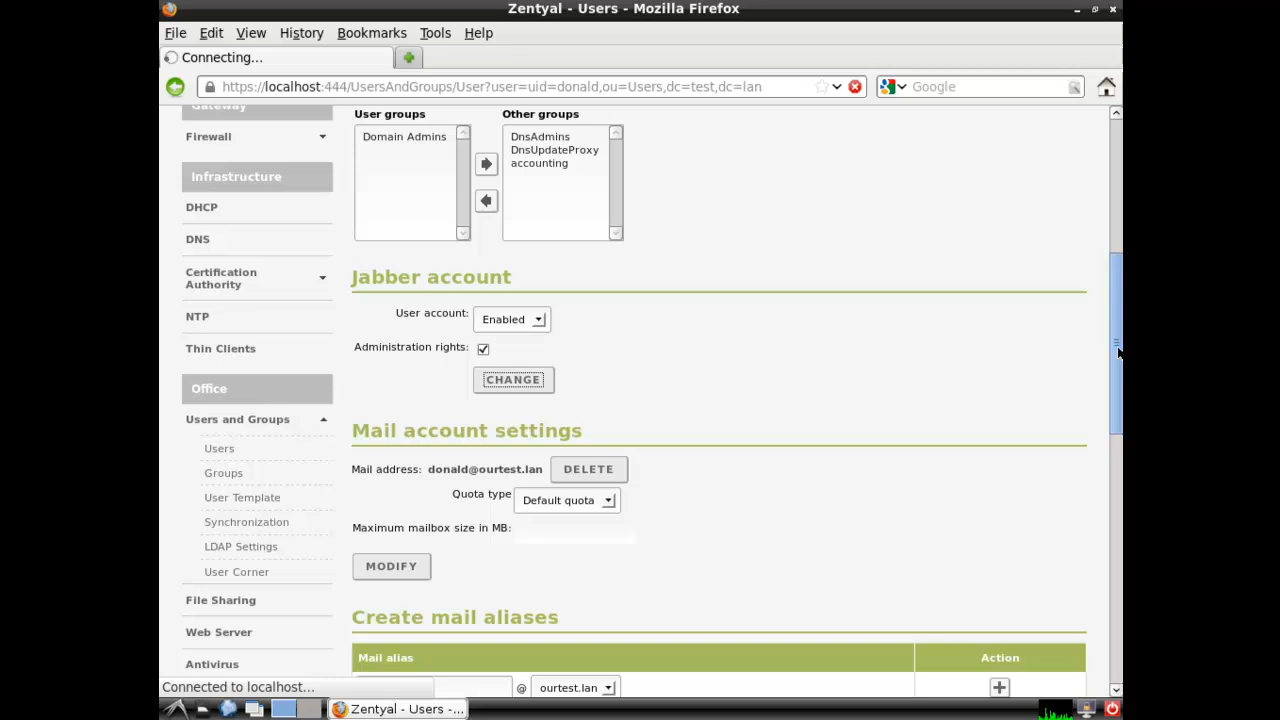 Zentyal - Users - Mozilla Firefox
File Edit View History Bookmarks Tools Help
Connecting...
https://localhost:444/UsersAndGroups/User?user=uid=donald,ou=Users,dc=test,dc=lan
Google
Gateway
Firewall
Infrastructure
DHCP
DNS
Certification
Authority
NTP
Thin Clients
Office
Users and Groups
Users
Groups
User Template
Synchronization
LDAP Settings
User Corner
File Sharing
Web Server
Antivirus
User groups
Other groups
Domain Admins
DnsAdmins
DnsUpdateProxy
accounting
Jabber account
User account: Enabled
Administration rights:
CHANGE
Mail account settings
Mail address: donald@ourtest.lan DELETE
Quota type Default quota
Maximum mailbox size in MB:
MODIFY
Create mail aliases
Mail alias Action
@ ourtest.lan
Connected to localhost...
Zentyal - Users -...